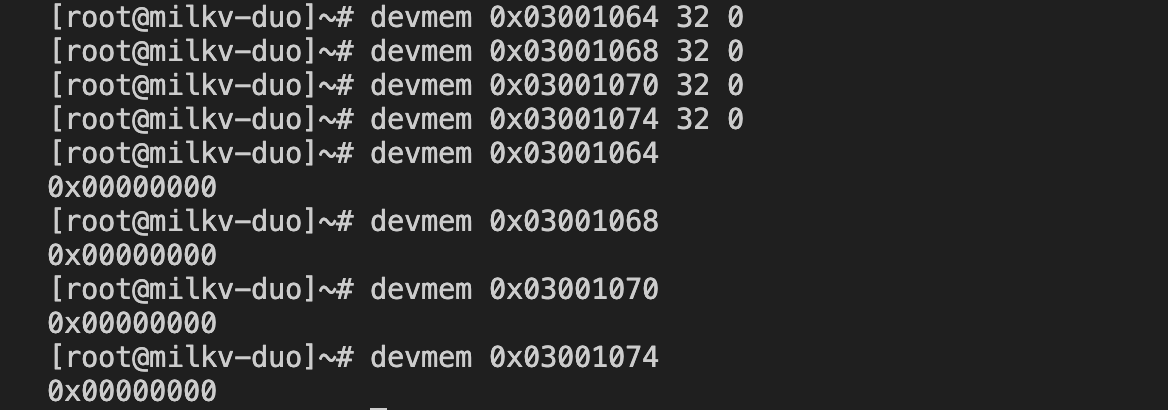 [root@milkv-duo]~# devmem 0x03001064 32 0
[root@milkv-duo]~# devmem 0x03001068 32 0
[root@milkv-duo]~# devmem 0x03001070 32 0
[root@milkv-duo]~# devmem 0x03001074 32 0
[root@milkv-duo]~# devmem 0x03001064
0x00000000
[root@milkv-duo]~# devmem 0x03001068
0x00000000
[root@milkv-duo]~# devmem 0x03001070
0x00000000
[root@milkv-duo]~# devmem 0x03001074
0x00000000